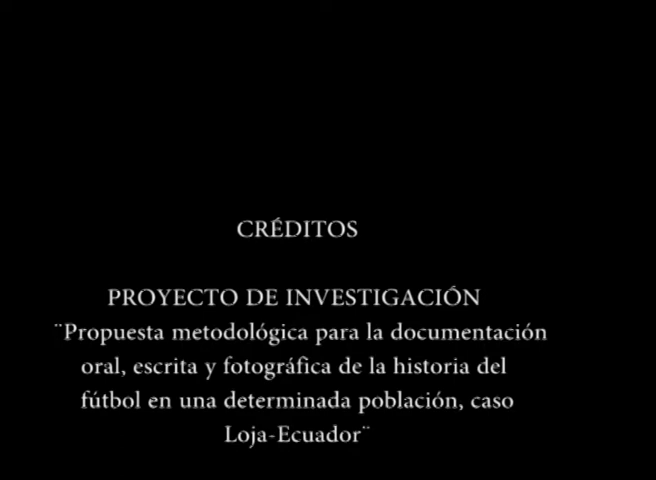 CRÉDITOS
PROYECTO DE INVESTIGACIÓN
¨Propuesta metodológica para la documentación
oral, escrita y fotográfica de la historia del
fútbol en una determinada población, caso
Loja-Ecuador¨